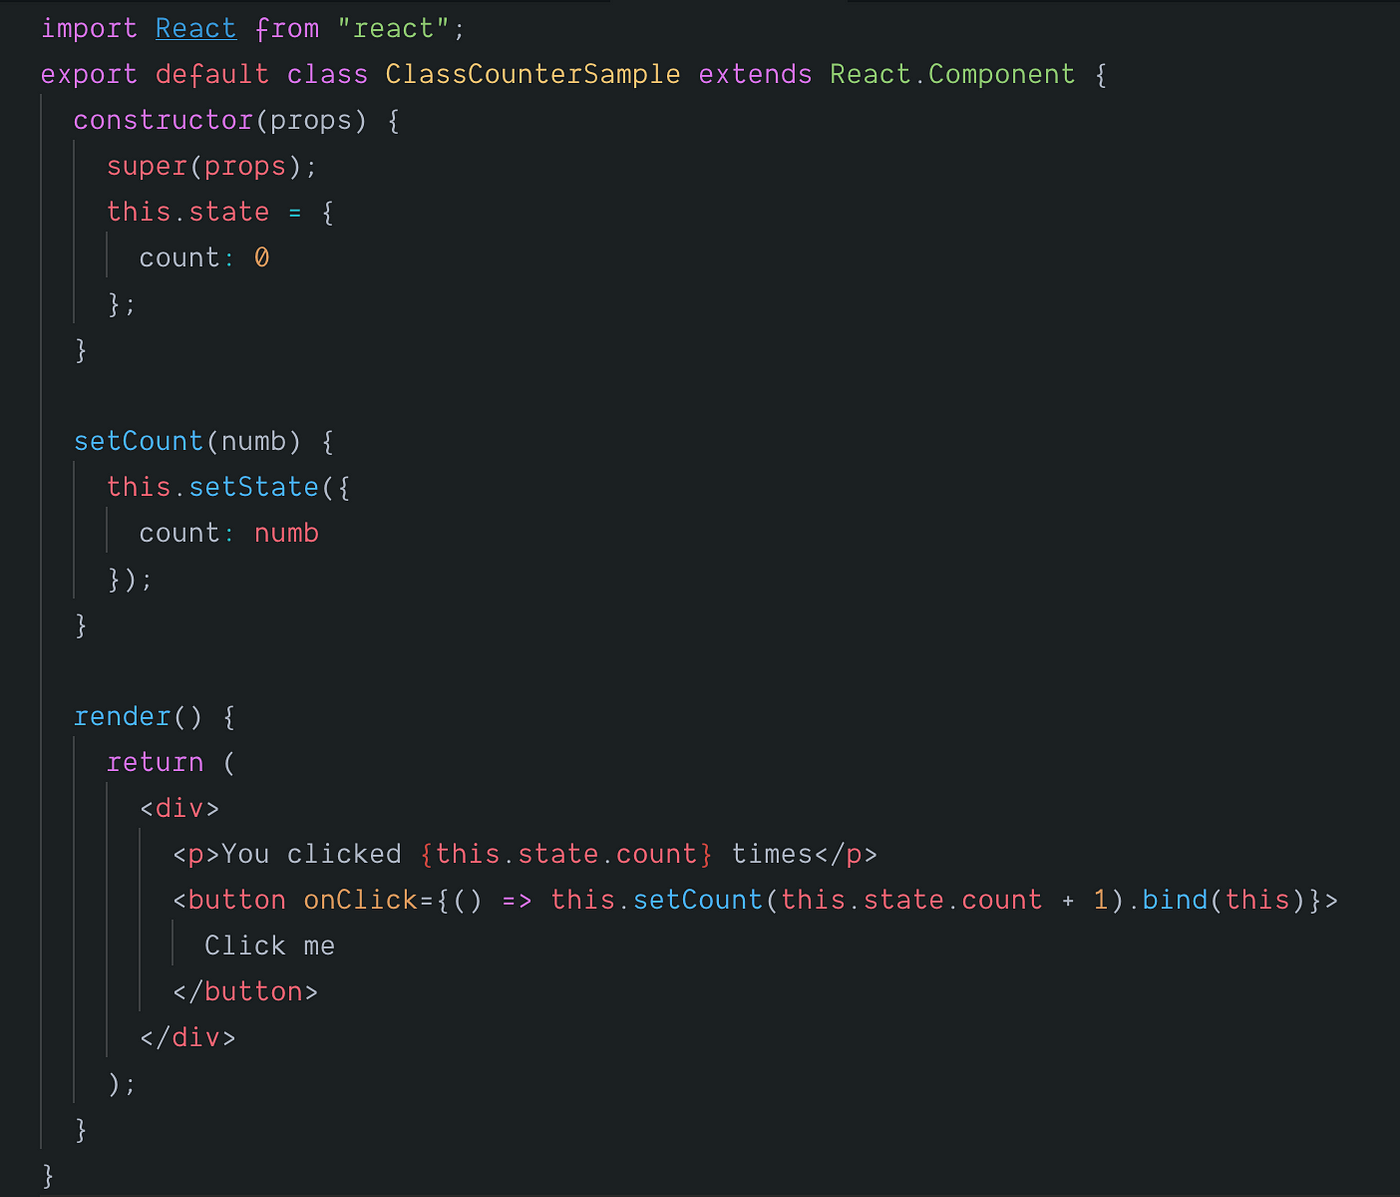 import React from "react";
export default class ClassCounterSample extends React.Component {
  constructor(props) {
    super(props);
    this.state = {
      count: 0
    };
  }

  setCount(numb) {
    this.setState({
      count: numb
    });
  }

  render() {
    return (
      <div>
        <p>You clicked {this.state.count} times</p>
        <button onClick={() => this.setCount(this.state.count + 1).bind(this)}>
          Click me
        </button>
      </div>
    );
  }
}